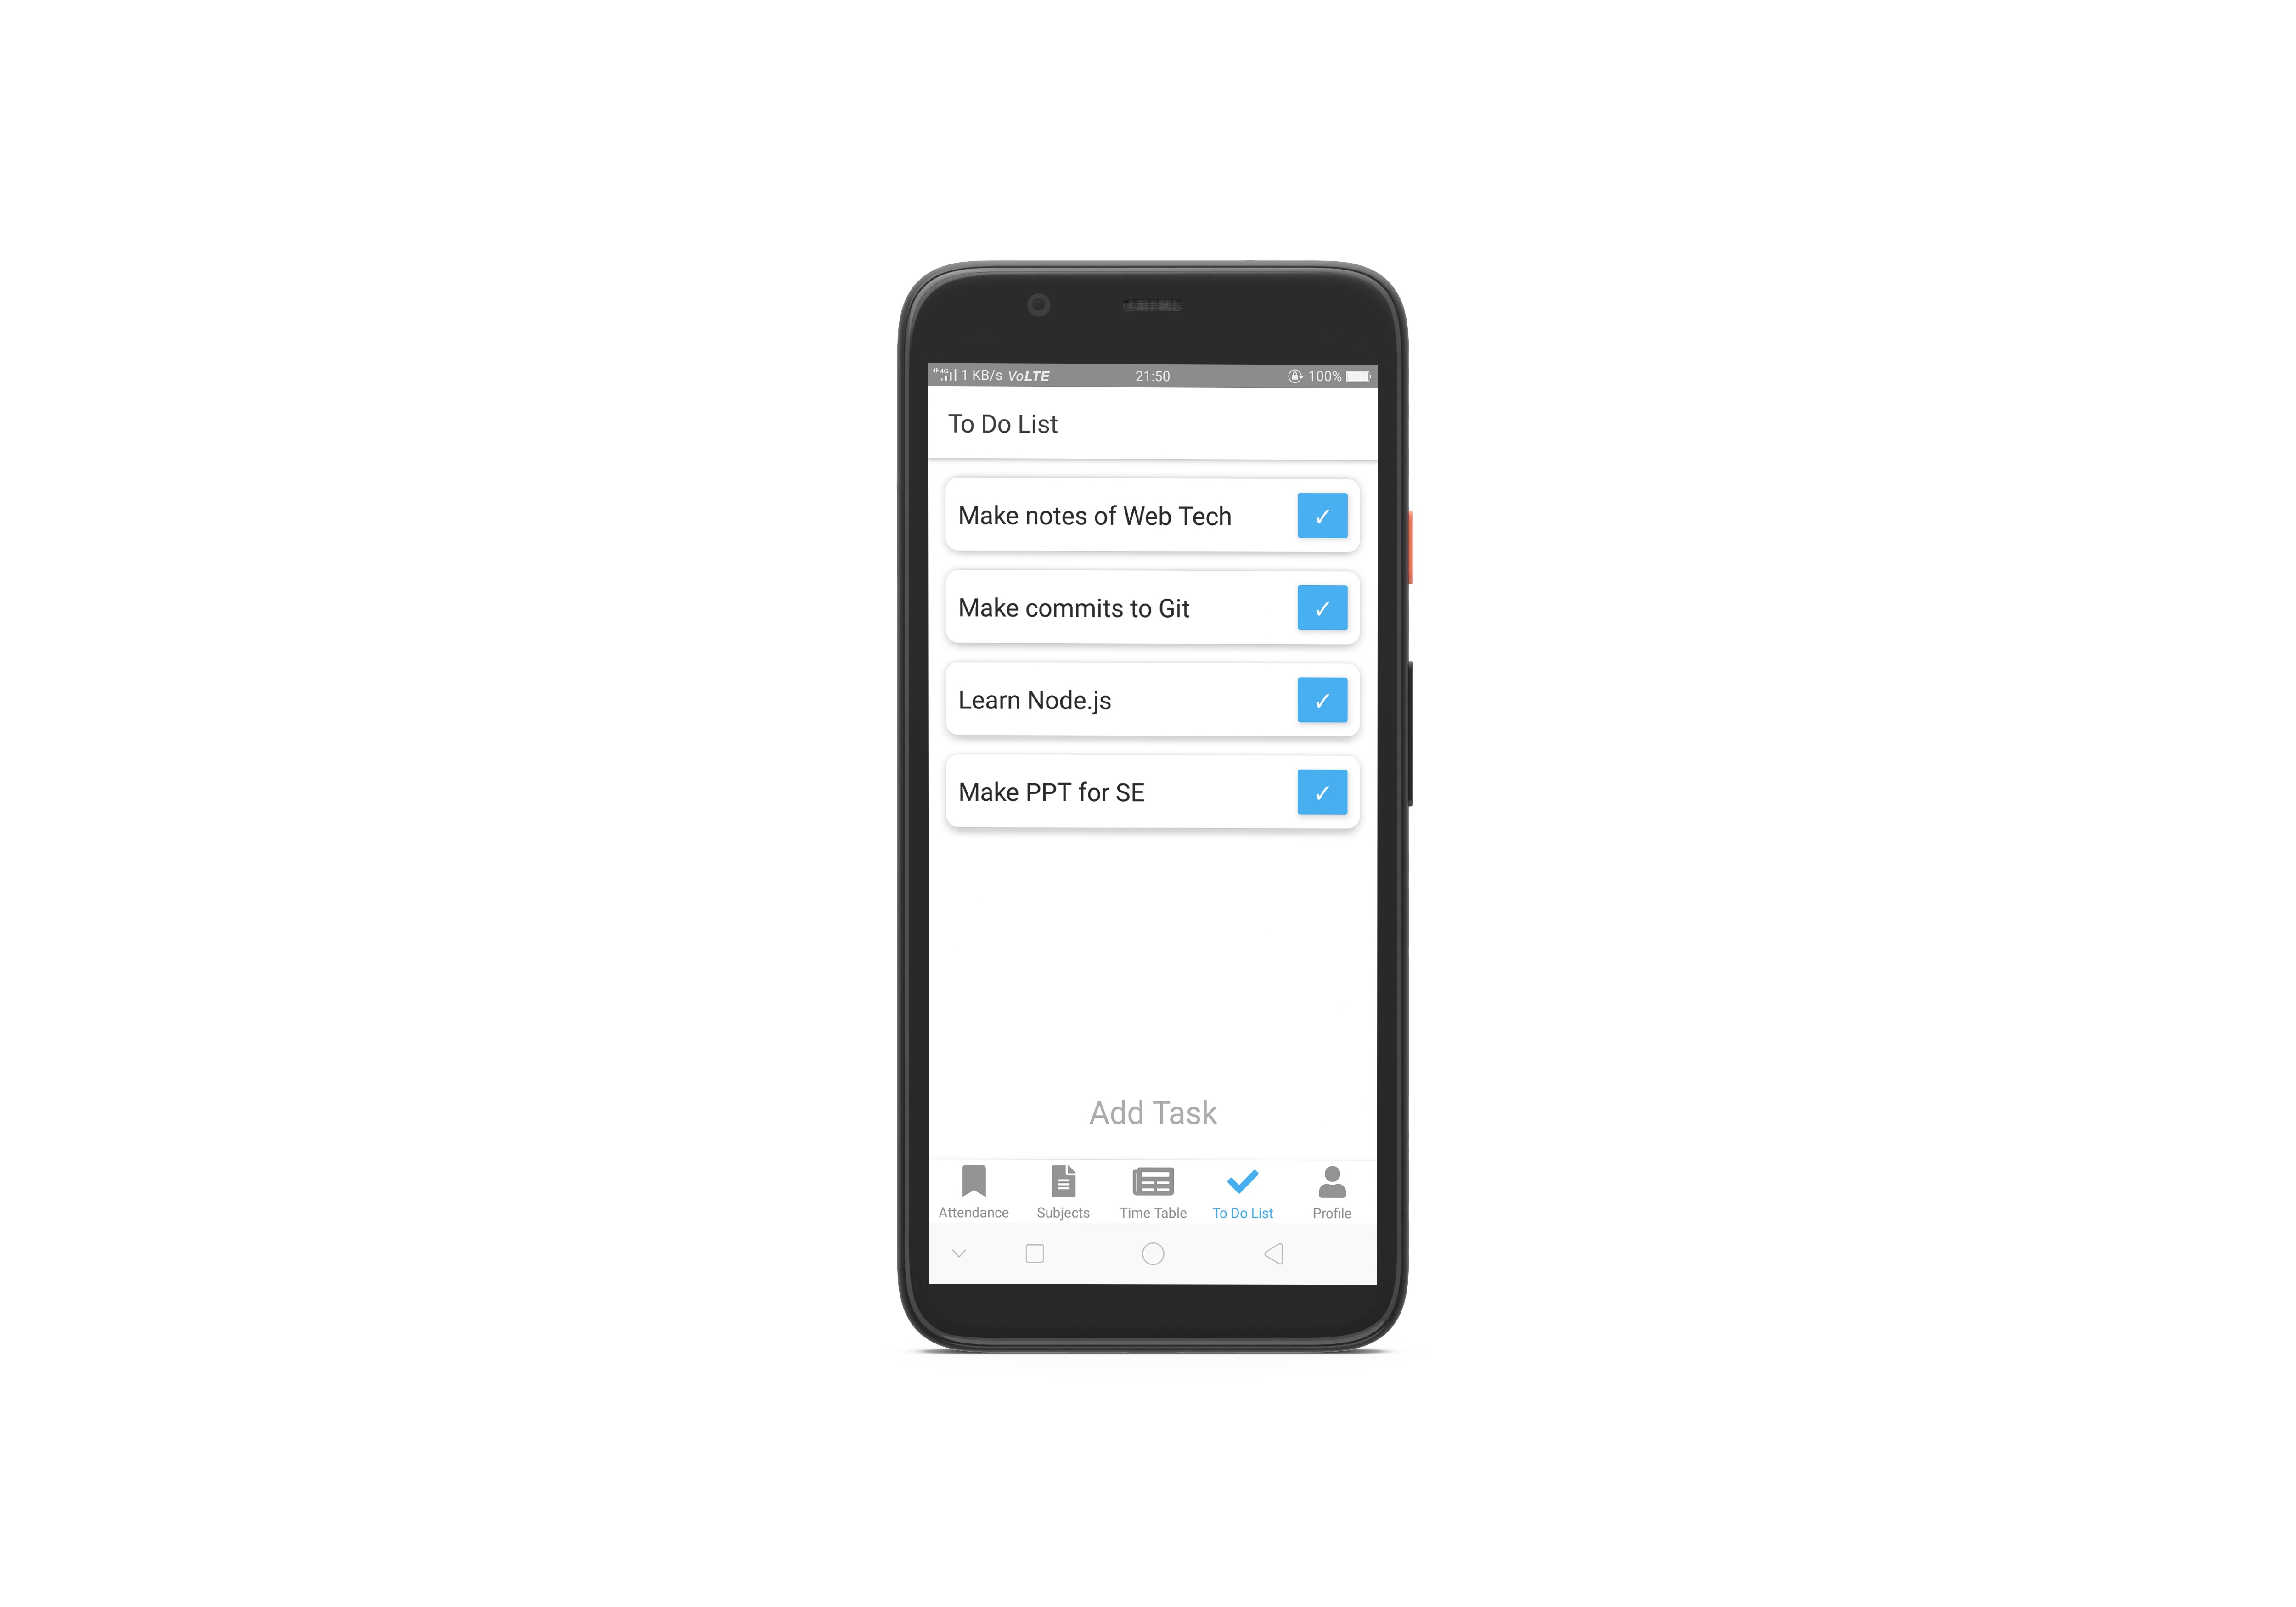 4G 1 KB/s VoLTE 21:50 100%
To Do List
Make notes of Web Tech ✓
Make commits to Git ✓
Learn Node.js ✓
Make PPT for SE ✓
Add Task
Attendance Subjects Time Table To Do List Profile